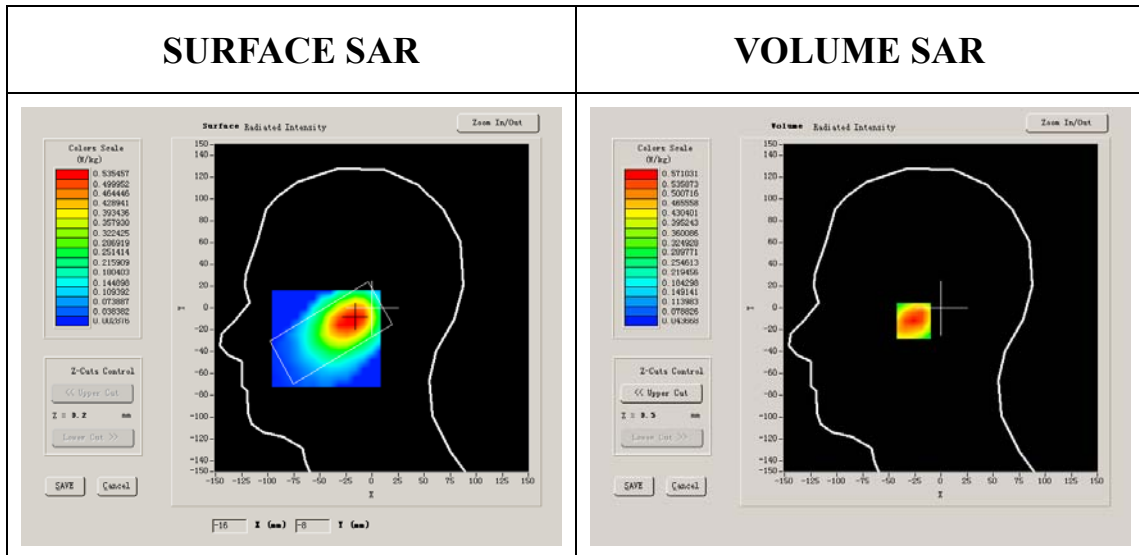 SURFACE SAR
VOLUME SAR
Surface Radiated Intensity
Zoom In/Out
Colors Scale
(W/kg)
0.535457
0.499952
0.464446
0.428941
0.393436
0.357930
0.322425
0.286919
0.251414
0.215909
0.180403
0.144898
0.109392
0.073887
0.038382
0.002876
150
140
120
100
80
60
40
20
0
-20
-40
-60
-80
-100
-120
-140
-150
Y
-150 -125 -100 -75 -50 -25 0 25 50 75 100 125 150
X
Z-Cuts Control
<< Upper Cut
mm
Lower Cut >>
SAVE
Cancel
-16 X (mm) -8 Y (mm)
Volume Radiated Intensity
Zoom In/Out
Colors Scale
(W/kg)
0.571031
0.535873
0.500716
0.465558
0.430401
0.395243
0.360086
0.324928
0.289771
0.254613
0.219456
0.184298
0.149141
0.113983
0.078826
0.043668
150
140
120
100
80
60
40
20
0
-20
-40
-60
-80
-100
-120
-140
-150
Y
-150 -125 -100 -75 -50 -25 0 25 50 75 100 125 150
X
Z-Cuts Control
<< Upper Cut
mm
Lower Cut >>
SAVE
Cancel